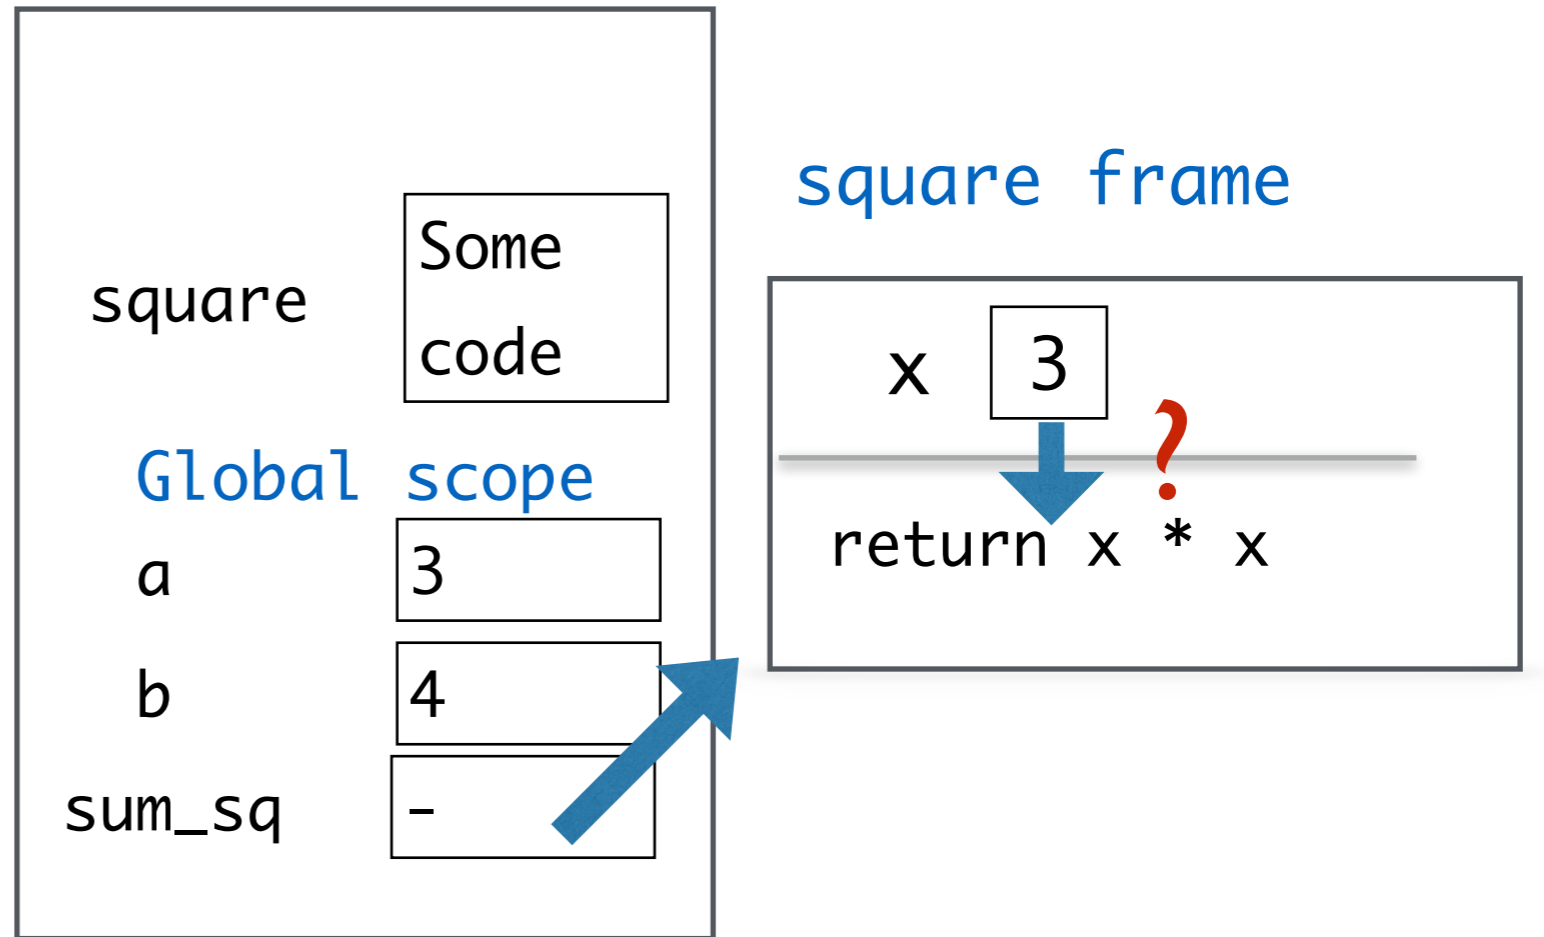 square
Some
code
Global scope
a 3
b 4
sum_sq -
square frame
x 3
?
return x * x